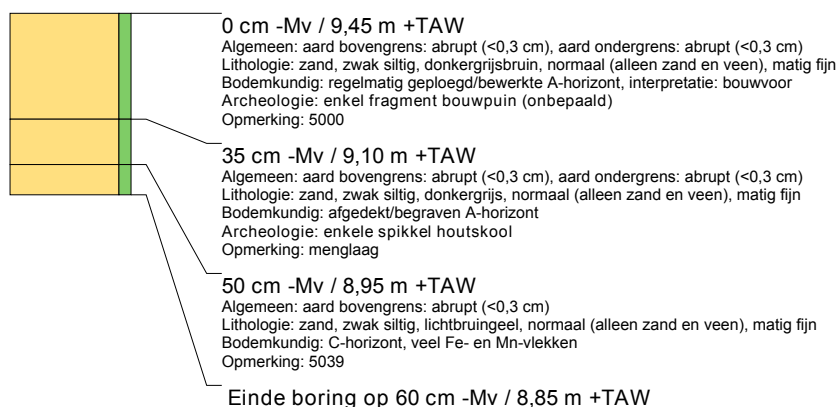 0 cm -Mv / 9,45 m +TAW
Algemeen: aard bovengrens: abrupt (<0,3 cm), aard ondergrens: abrupt (<0,3 cm)
Lithologie: zand, zwak siltig, donkergrijsbruin, normaal (alleen zand en veen), matig fijn
Bodemkundig: regelmatig geploegd/bewerkte A-horizont, interpretatie: bouwvoor
Archeologie: enkel fragment bouwpuin (onbepaald)
Opmerking: 5000
35 cm -Mv / 9,10 m +TAW
Algemeen: aard bovengrens: abrupt (<0,3 cm), aard ondergrens: abrupt (<0,3 cm)
Lithologie: zand, zwak siltig, donkergrijs, normaal (alleen zand en veen), matig fijn
Bodemkundig: afgedekt/begraven A-horizont
Archeologie: enkele spikkel houtskool
Opmerking: menglaag
50 cm -Mv / 8,95 m +TAW
Algemeen: aard bovengrens: abrupt (<0,3 cm)
Lithologie: zand, zwak siltig, lichtbruingeel, normaal (alleen zand en veen), matig fijn
Bodemkundig: C-horizont, veel Fe- en Mn-vlekken
Opmerking: 5039
Einde boring op 60 cm -Mv / 8,85 m +TAW